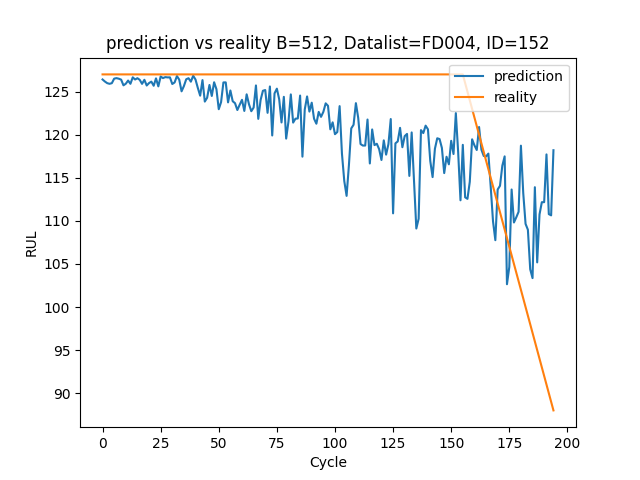 prediction vs reality B=512, Datalist=FD004, ID=152
prediction
reality
RUL
125
120
115
110
105
100
95
90
0 25 50 75 100 125 150 175 200
Cycle